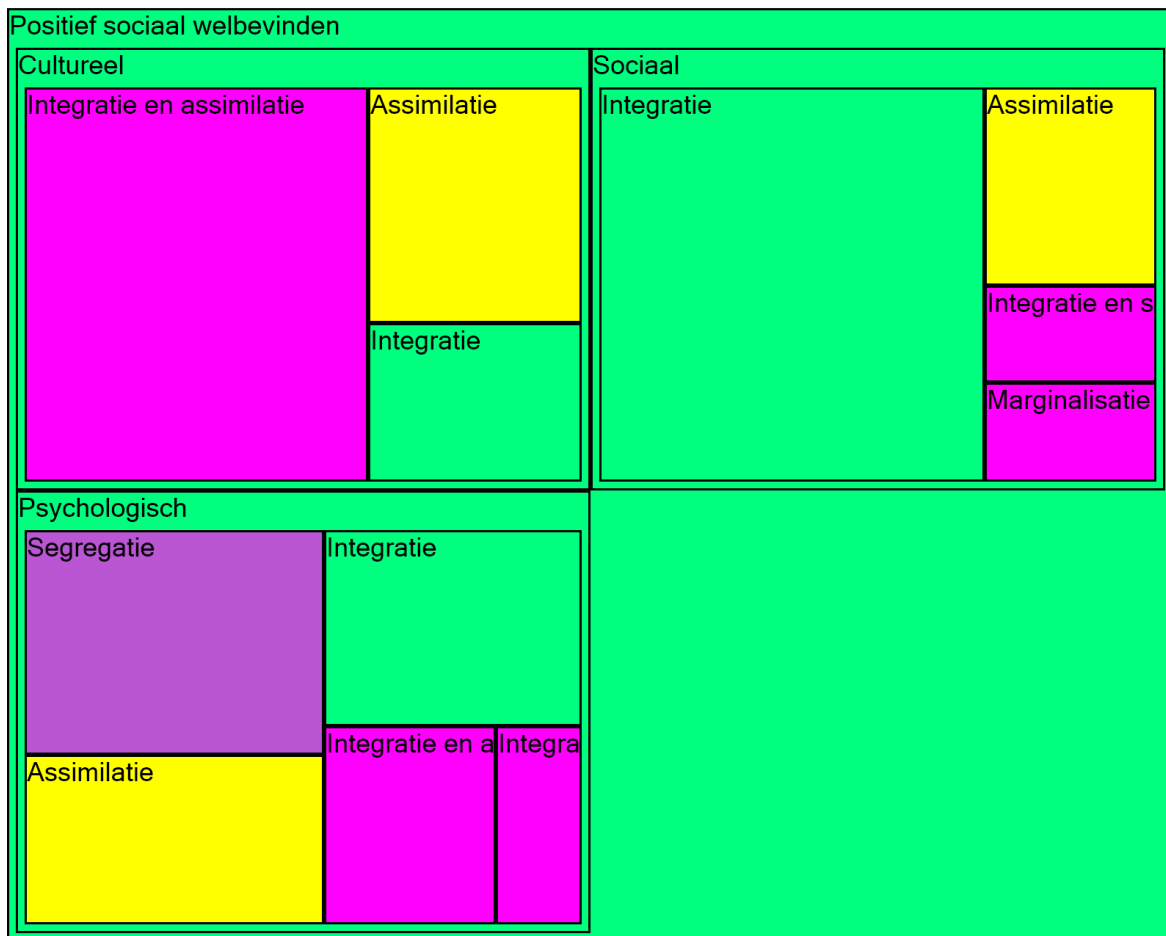 Positief sociaal welbevinden
Cultureel
Integratie en assimilatie
Assimilatie
Integratie
Sociaal
Integratie
Assimilatie
Integratie en s
Marginalisatie
Psychologisch
Segregatie
Integratie
Assimilatie
Integratie en a
Integra